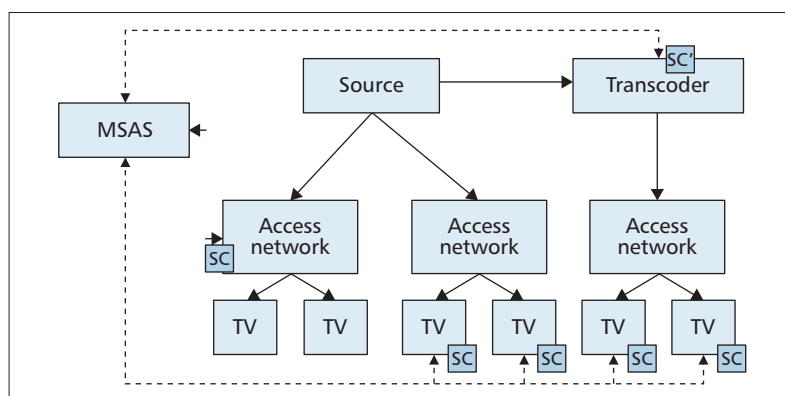 SC'
Source
Transcoder
MSAS
Access
network
SC
Access
network
Access
network
TV
TV
TV
SC
TV
SC
TV
SC
TV
SC